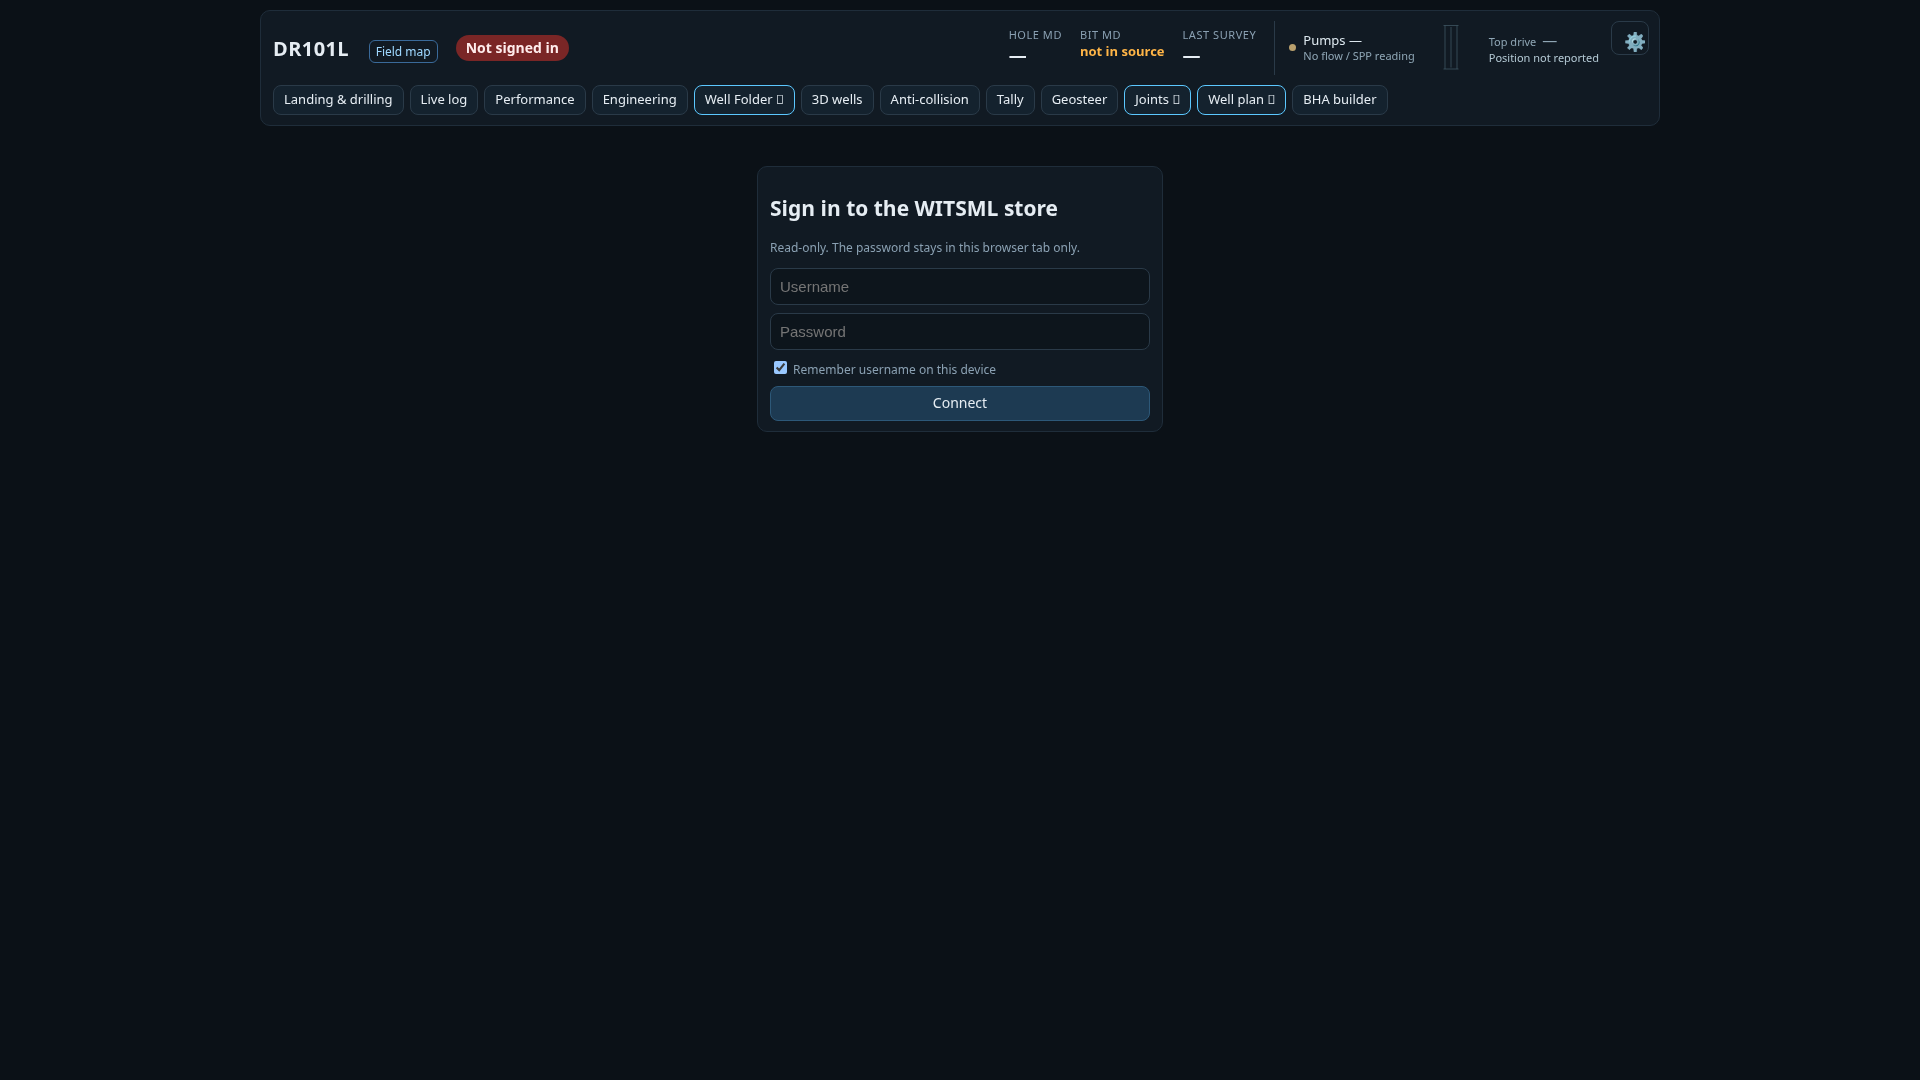 DR101L
Field map
Not signed in
HOLE MD
—
BIT MD
not in source
LAST SURVEY
—
Pumps —
No flow / SPP reading
Top drive —
Position not reported
Landing & drilling
Live log
Performance
Engineering
Well Folder
3D wells
Anti-collision
Tally
Geosteer
Joints
Well plan
BHA builder
Sign in to the WITSML store
Read-only. The password stays in this browser tab only.
Username
Password
Remember username on this device
Connect